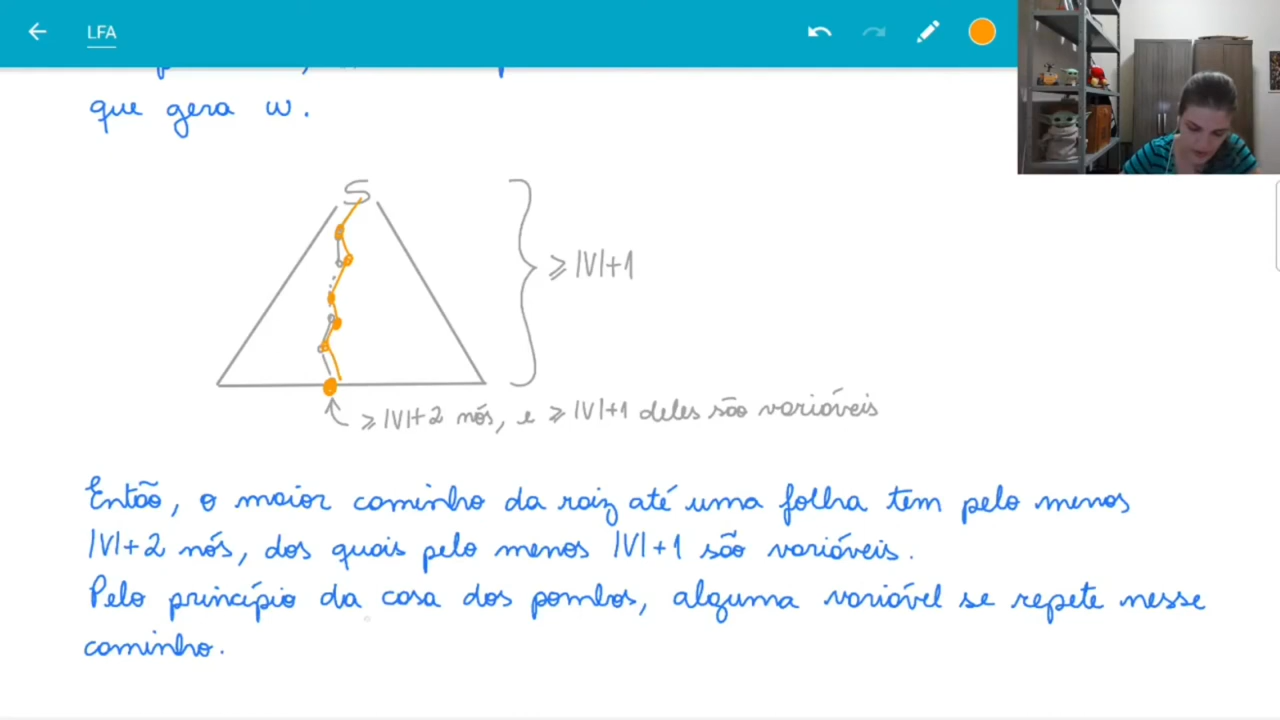 LFA
que gera w.
S
≥ |V|+1
≥ |V|+2 nós, e ≥ |V|+1 deles são variáveis
Então, o maior caminho da raiz até uma folha tem pelo menos
|V|+2 nós, dos quais pelo menos |V|+1 são variáveis.
Pelo princípio da casa dos pombos, alguma variável se repete nesse
caminho.